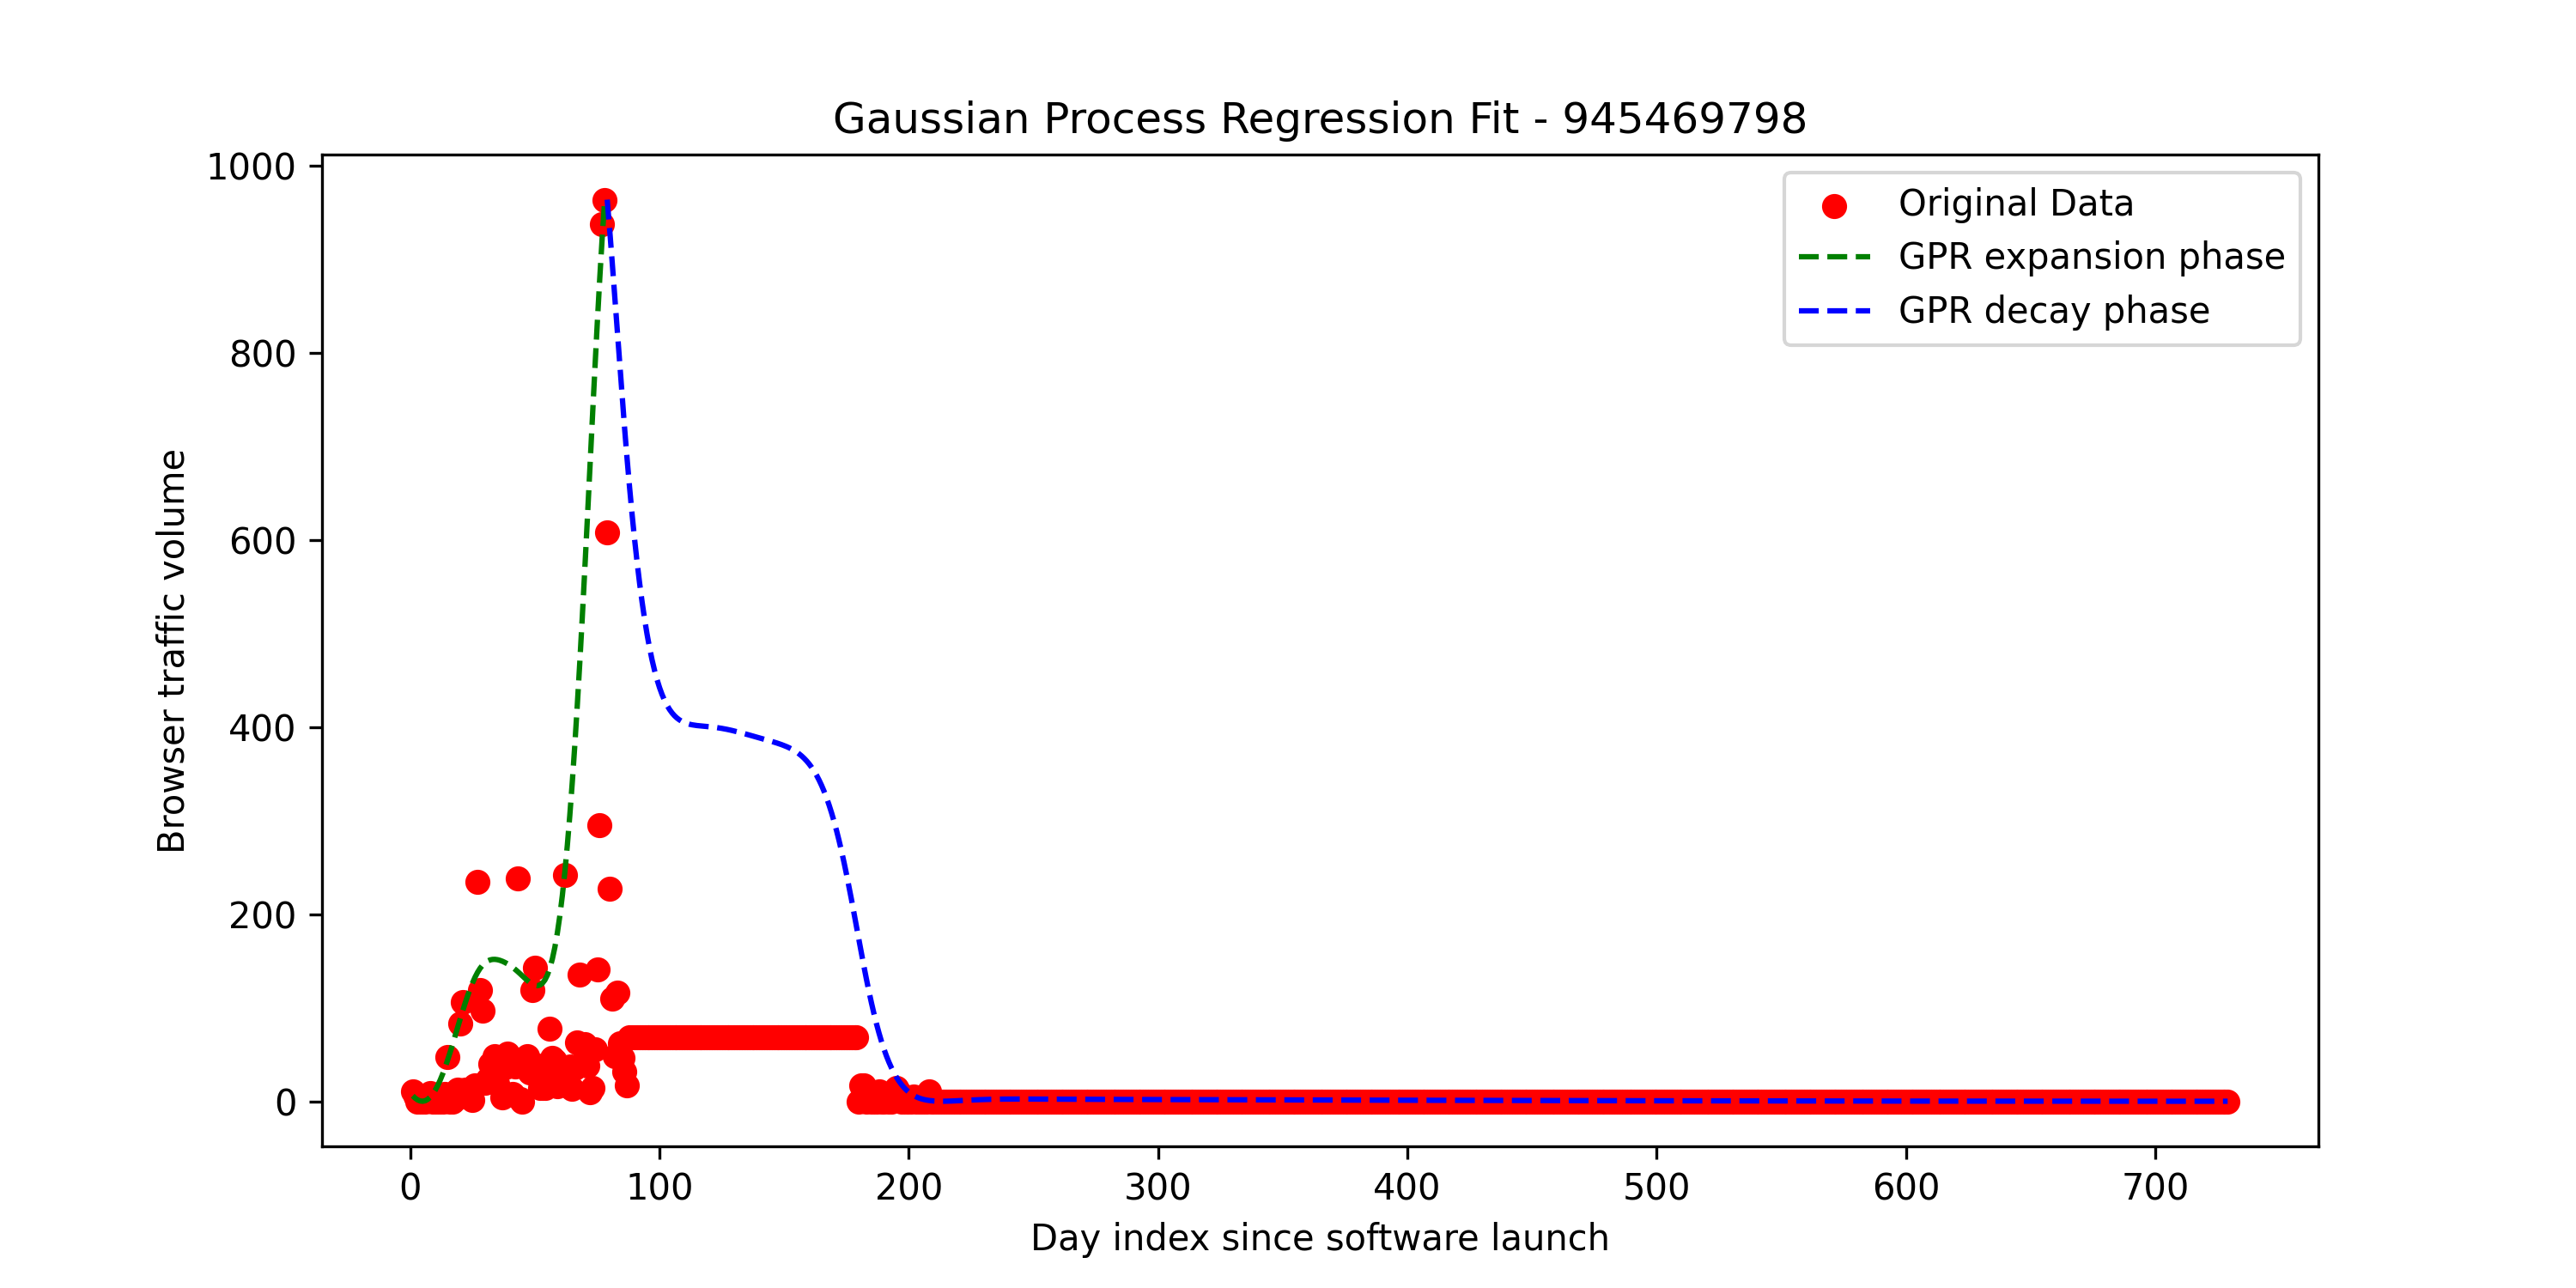 Gaussian Process Regression Fit - 945469798
Original Data
GPR expansion phase
GPR decay phase
Browser traffic volume
1000
800
600
400
200
0
0 100 200 300 400 500 600 700
Day index since software launch